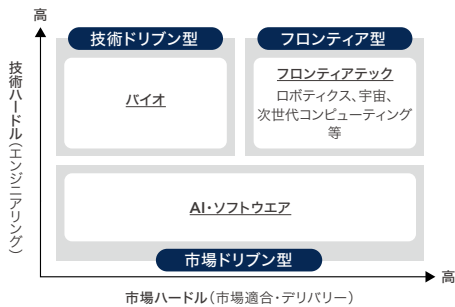 高
技術ドリブン型
フロンティア型
バイオ
フロンティアテック
ロボティクス、宇宙、
次世代コンピューティング
等
技術ハードル(エンジニアリング)
AI・ソフトウエア
市場ドリブン型
高
市場ハードル(市場適合・デリバリー)